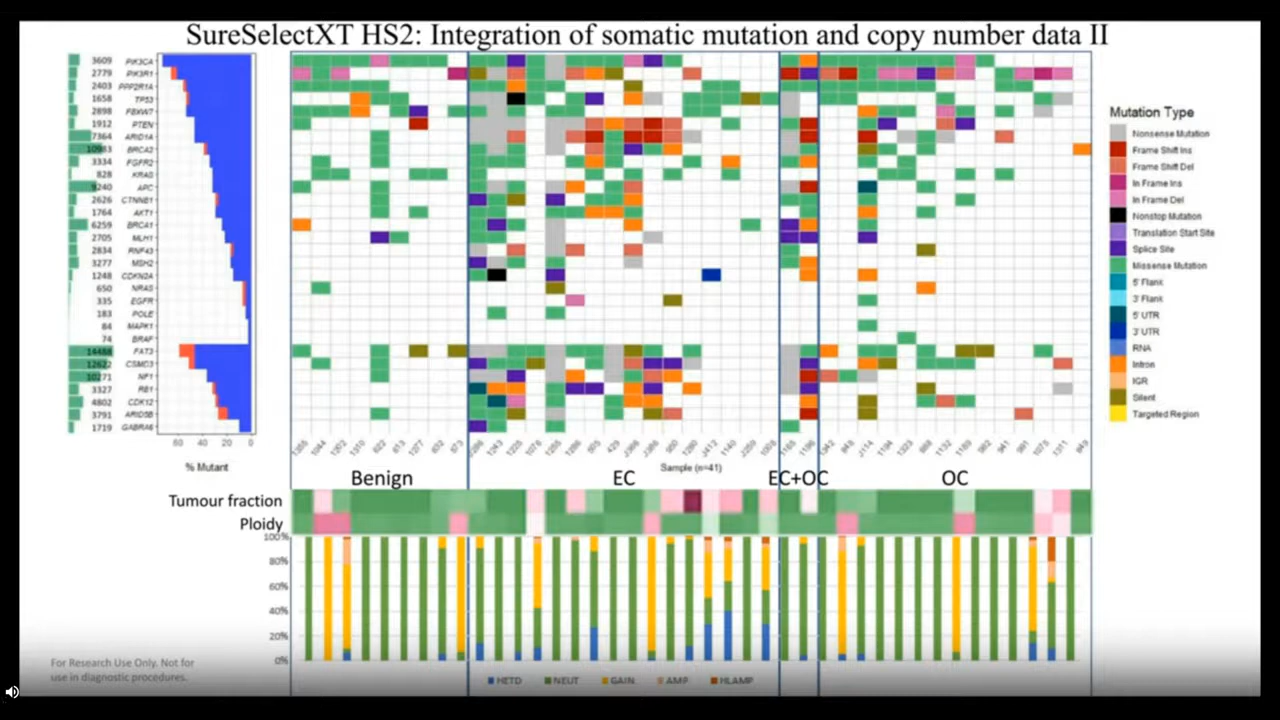 SureSelectXT HS2: Integration of somatic mutation and copy number data II
3609 PIK3CA
2779 PIK3R1
2403 PPP2R1A
1658 TP53
2898 FBXW7
1912 PTEN
7364 ARID1A
10983 BRCA2
3334 FGFR2
828 KRAS
9240 APC
2626 CTNNB1
1764 AKT1
6259 BRCA1
2705 MLH1
2834 RNF43
3277 MSH2
1248 CDKN2A
650 NRAS
335 EGFR
183 POLE
84 MAPK1
74 BRAF
14488 FAT3
12622 CSMD3
10271 NF1
3327 RB1
4802 CDK12
3791 ARID5B
1719 GABRA6
60 40 20 0
% Mutant
Sample (n=41)
Mutation Type
Nonsense Mutation
Frame Shift Ins
Frame Shift Del
In Frame Ins
In Frame Del
Nonstop Mutation
Translation Start Site
Splice Site
Missense Mutation
5' Flank
3' Flank
5' UTR
3' UTR
RNA
Intron
IGR
Silent
Targeted Region
Benign EC EC+OC OC
Tumour fraction
Ploidy
100%
80%
60%
40%
20%
0%
HETD NEUT GAIN AMP HLAMP
For Research Use Only. Not for
use in diagnostic procedures.